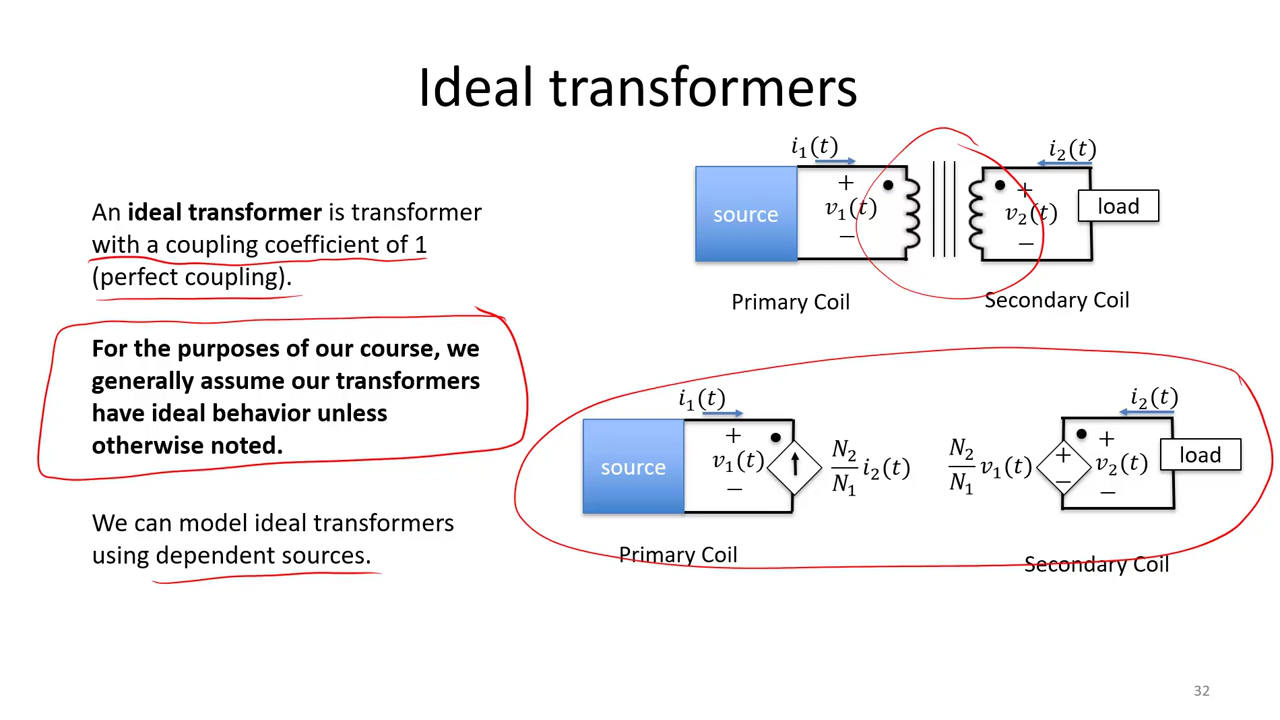 Ideal transformers
An ideal transformer is transformer
with a coupling coefficient of 1
(perfect coupling).
For the purposes of our course, we
generally assume our transformers
have ideal behavior unless
otherwise noted.
We can model ideal transformers
using dependent sources.
i₁(t)
i₂(t)
source
+
v₁(t)
−
+
v₂(t)
−
load
Primary Coil
Secondary Coil
i₁(t)
i₂(t)
source
+
v₁(t)
−
N₂/N₁ i₂(t)
N₂/N₁ v₁(t)
+
−
+
v₂(t)
−
load
Primary Coil
Secondary Coil
32